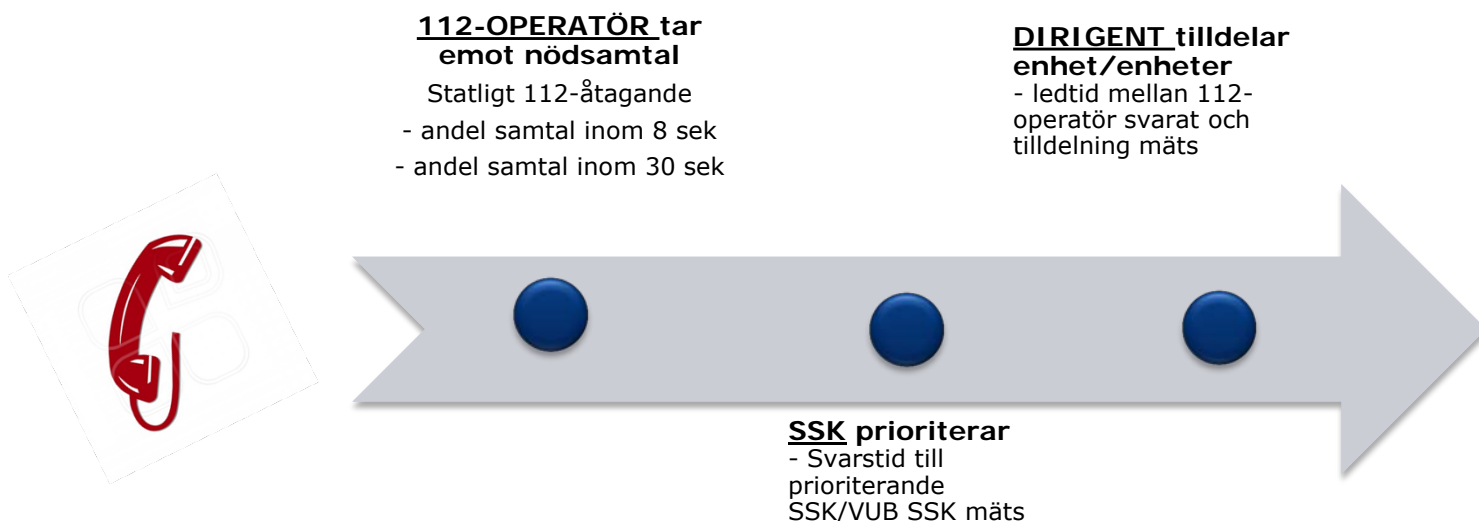 112-OPERATÖR tar
emot nödsamtal
Statligt 112-åtagande
- andel samtal inom 8 sek
- andel samtal inom 30 sek
DIRIGENT tilldelar
enhet/enheter
- ledtid mellan 112-
operatör svarat och
tilldelning mäts
SSK prioriterar
- Svarstid till
prioriterande
SSK/VUB SSK mäts